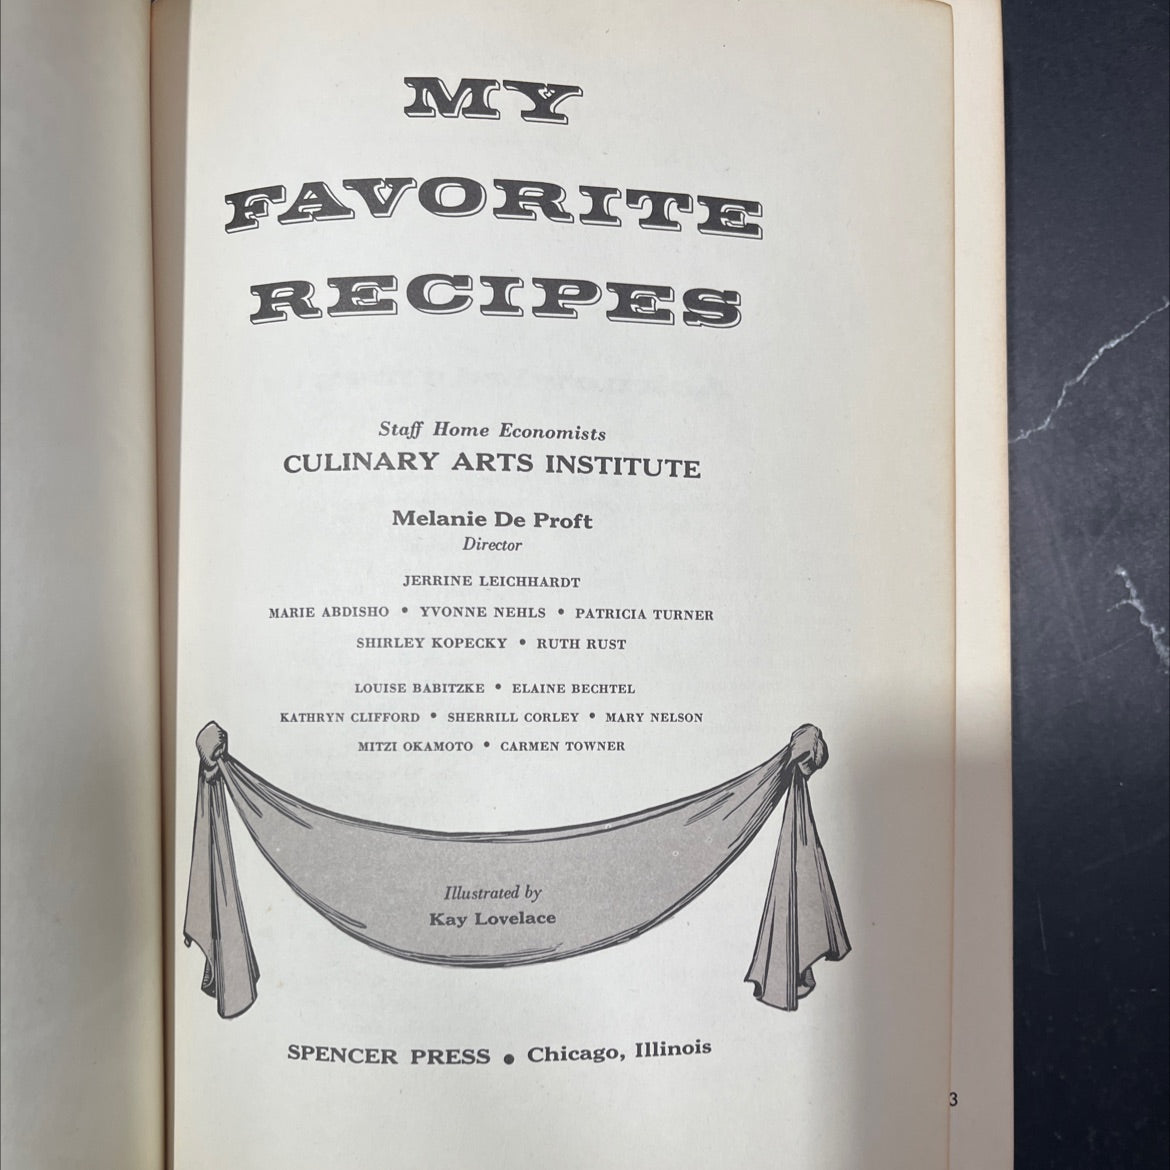 MY
FAVORITE
RECIPES
Staff Home Economists
CULINARY ARTS INSTITUTE
Melanie De Proft
Director
JERRINE LEICHHARDT
MARIE ABDISHO • YVONNE NEHLS • PATRICIA TURNER
SHIRLEY KOPECKY • RUTH RUST
LOUISE BABITZKE • ELAINE BECHTEL
KATHRYN CLIFFORD • SHERRILL CORLEY • MARY NELSON
MITZI OKAMOTO • CARMEN TOWNER
Illustrated by
Kay Lovelace
SPENCER PRESS • Chicago, Illinois
3